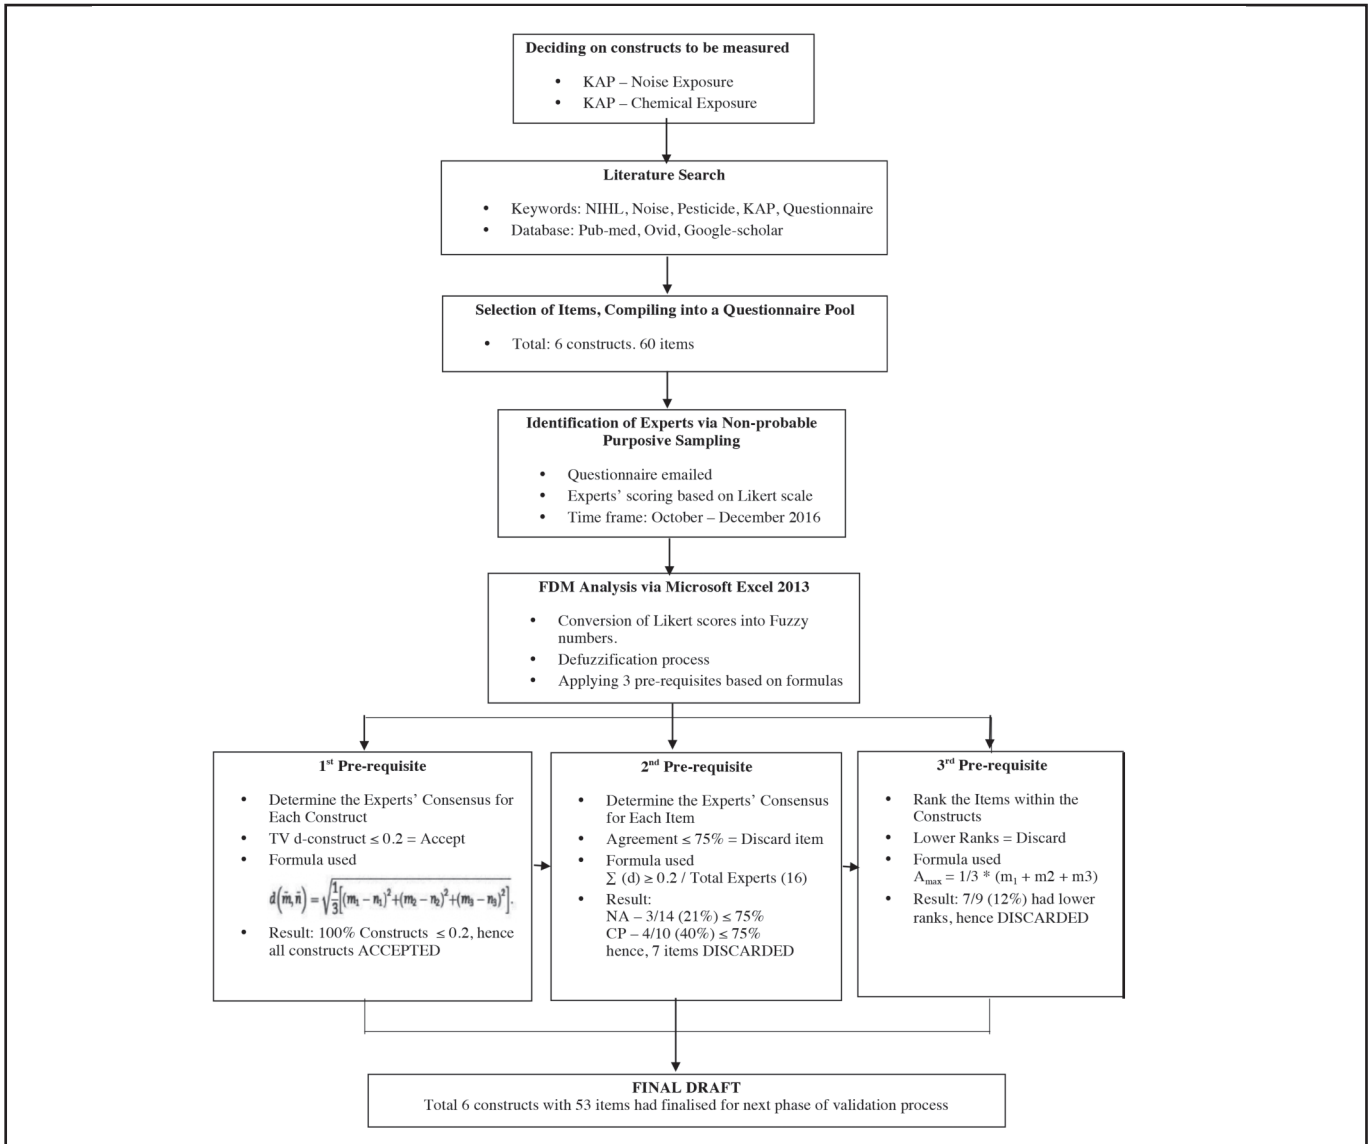 Deciding on constructs to be measured
• KAP – Noise Exposure
• KAP – Chemical Exposure
Literature Search
• Keywords: NIHL, Noise, Pesticide, KAP, Questionnaire
• Database: Pub-med, Ovid, Google-scholar
Selection of Items, Compiling into a Questionnaire Pool
• Total: 6 constructs. 60 items
Identification of Experts via Non-probable
Purposive Sampling
• Questionnaire emailed
• Experts’ scoring based on Likert scale
• Time frame: October – December 2016
FDM Analysis via Microsoft Excel 2013
• Conversion of Likert scores into Fuzzy
numbers.
• Defuzzification process
• Applying 3 pre-requisites based on formulas
1st Pre-requisite
• Determine the Experts’ Consensus for
Each Construct
• TV d-construct ≤ 0.2 = Accept
• Formula used
d(m̃, ñ) = √(1/3[(m₁ − n₁)² + (m₂ − n₂)² + (m₃ − n₃)²]).
• Result: 100% Constructs ≤ 0.2, hence
all constructs ACCEPTED
2nd Pre-requisite
• Determine the Experts’ Consensus
for Each Item
• Agreement ≤ 75% = Discard item
• Formula used
∑ (d) ≥ 0.2 / Total Experts (16)
• Result:
NA – 3/14 (21%) ≤ 75%
CP – 4/10 (40%) ≤ 75%
hence, 7 items DISCARDED
3rd Pre-requisite
• Rank the Items within the
Constructs
• Lower Ranks = Discard
• Formula used
Amax = 1/3 * (m₁ + m2 + m3)
• Result: 7/9 (12%) had lower
ranks, hence DISCARDED
FINAL DRAFT
Total 6 constructs with 53 items had finalised for next phase of validation process